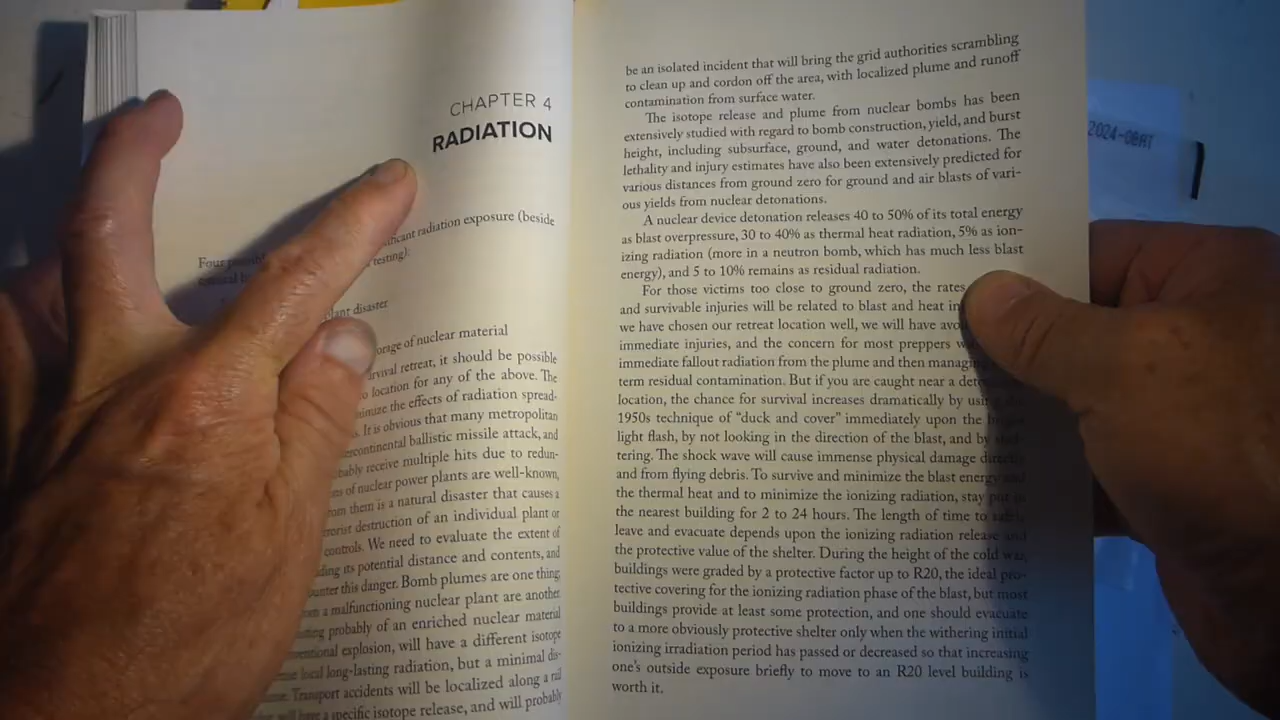 CHAPTER 4
RADIATION
radiation exposure (beside
testing):
disaster
of nuclear material
retreat, it should be possible
location for any of the above. The
the effects of radiation spread-
It is obvious that many metropolitan
ballistic missile attack, and
receive multiple hits due to redun-
of nuclear power plants are well-known,
them is a natural disaster that causes a
destruction of an individual plant or
controls. We need to evaluate the extent of
its potential distance and contents, and
this danger. Bomb plumes are one thing,
a malfunctioning nuclear plant are another.
probably of an enriched nuclear material
explosion, will have a different isotope
local long-lasting radiation, but a minimal dis-
Transport accidents will be localized along a rail
have a specific isotope release, and will probably
be an isolated incident that will bring the grid authorities scrambling
to clean up and cordon off the area, with localized plume and runoff
contamination from surface water.
The isotope release and plume from nuclear bombs has been
extensively studied with regard to bomb construction, yield, and burst
height, including subsurface, ground, and water detonations. The
lethality and injury estimates have also been extensively predicted for
various distances from ground zero for ground and air blasts of vari-
ous yields from nuclear detonations.
A nuclear device detonation releases 40 to 50% of its total energy
as blast overpressure, 30 to 40% as thermal heat radiation, 5% as ion-
izing radiation (more in a neutron bomb, which has much less blast
energy), and 5 to 10% remains as residual radiation.
For those victims too close to ground zero, the rates
and survivable injuries will be related to blast and heat
we have chosen our retreat location well, we will have
immediate injuries, and the concern for most preppers
immediate fallout radiation from the plume and then
term residual contamination. But if you are caught near a
location, the chance for survival increases dramatically by
1950s technique of “duck and cover” immediately upon the
light flash, by not looking in the direction of the blast, and by
tering. The shock wave will cause immense physical damage
and from flying debris. To survive and minimize the blast energy and
the thermal heat and to minimize the ionizing radiation, stay put in
the nearest building for 2 to 24 hours. The length of time to safely
leave and evacuate depends upon the ionizing radiation release and
the protective value of the shelter. During the height of the cold war,
buildings were graded by a protective factor up to R20, the ideal pro-
tective covering for the ionizing radiation phase of the blast, but most
buildings provide at least some protection, and one should evacuate
to a more obviously protective shelter only when the withering initial
ionizing irradiation period has passed or decreased so that increasing
one’s outside exposure briefly to move to an R20 level building is
worth it.